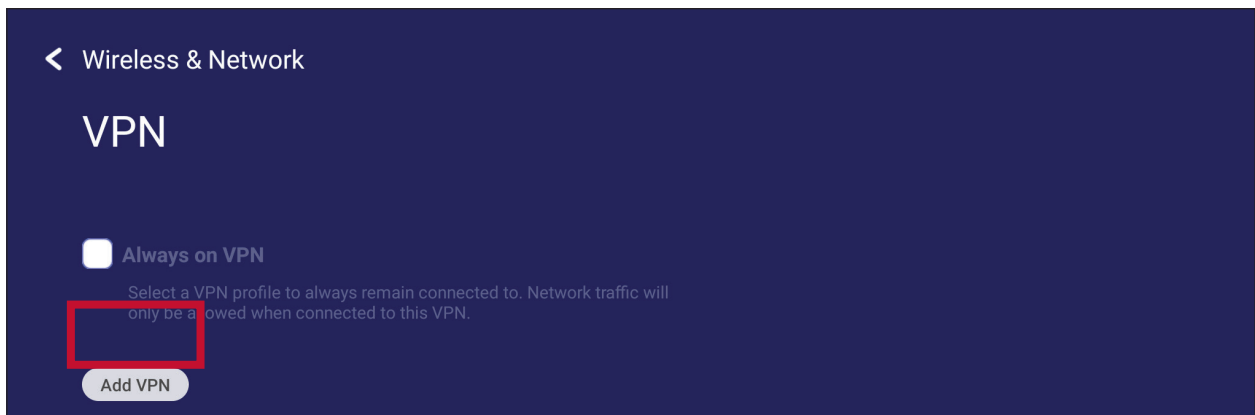 Wireless & Network
VPN
Always on VPN
Select a VPN profile to always remain connected to. Network traffic will
only be allowed when connected to this VPN.
Add VPN